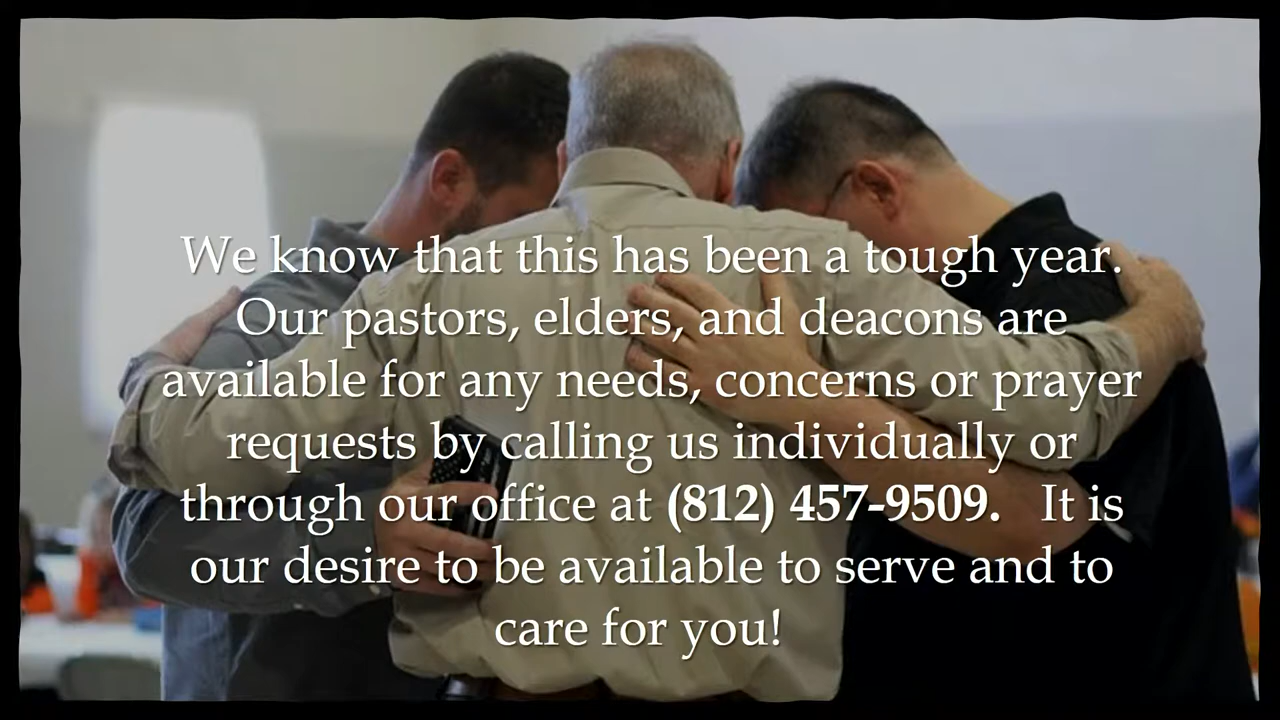 We know that this has been a tough year.
Our pastors, elders, and deacons are
available for any needs, concerns or prayer
requests by calling us individually or
through our office at (812) 457-9509.   It is
our desire to be available to serve and to
care for you!